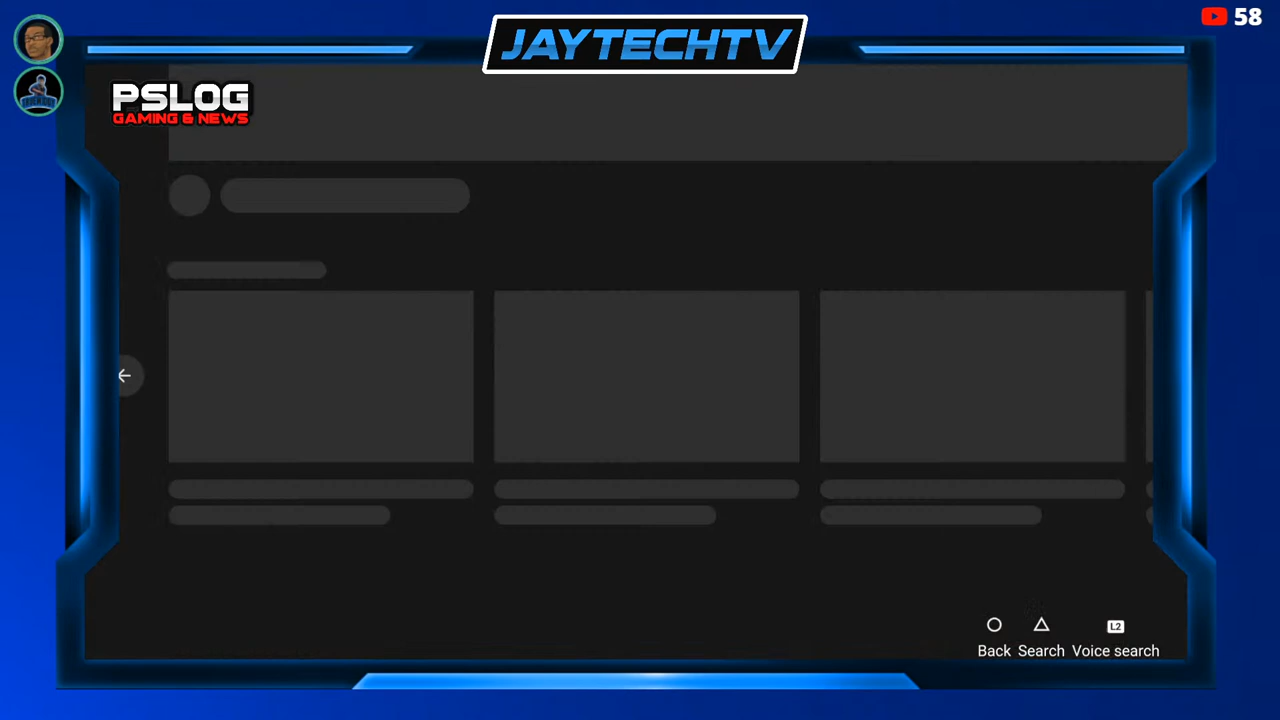 58
JAYTECHTV
PSLOG
GAMING & NEWS
L2
Back Search Voice search